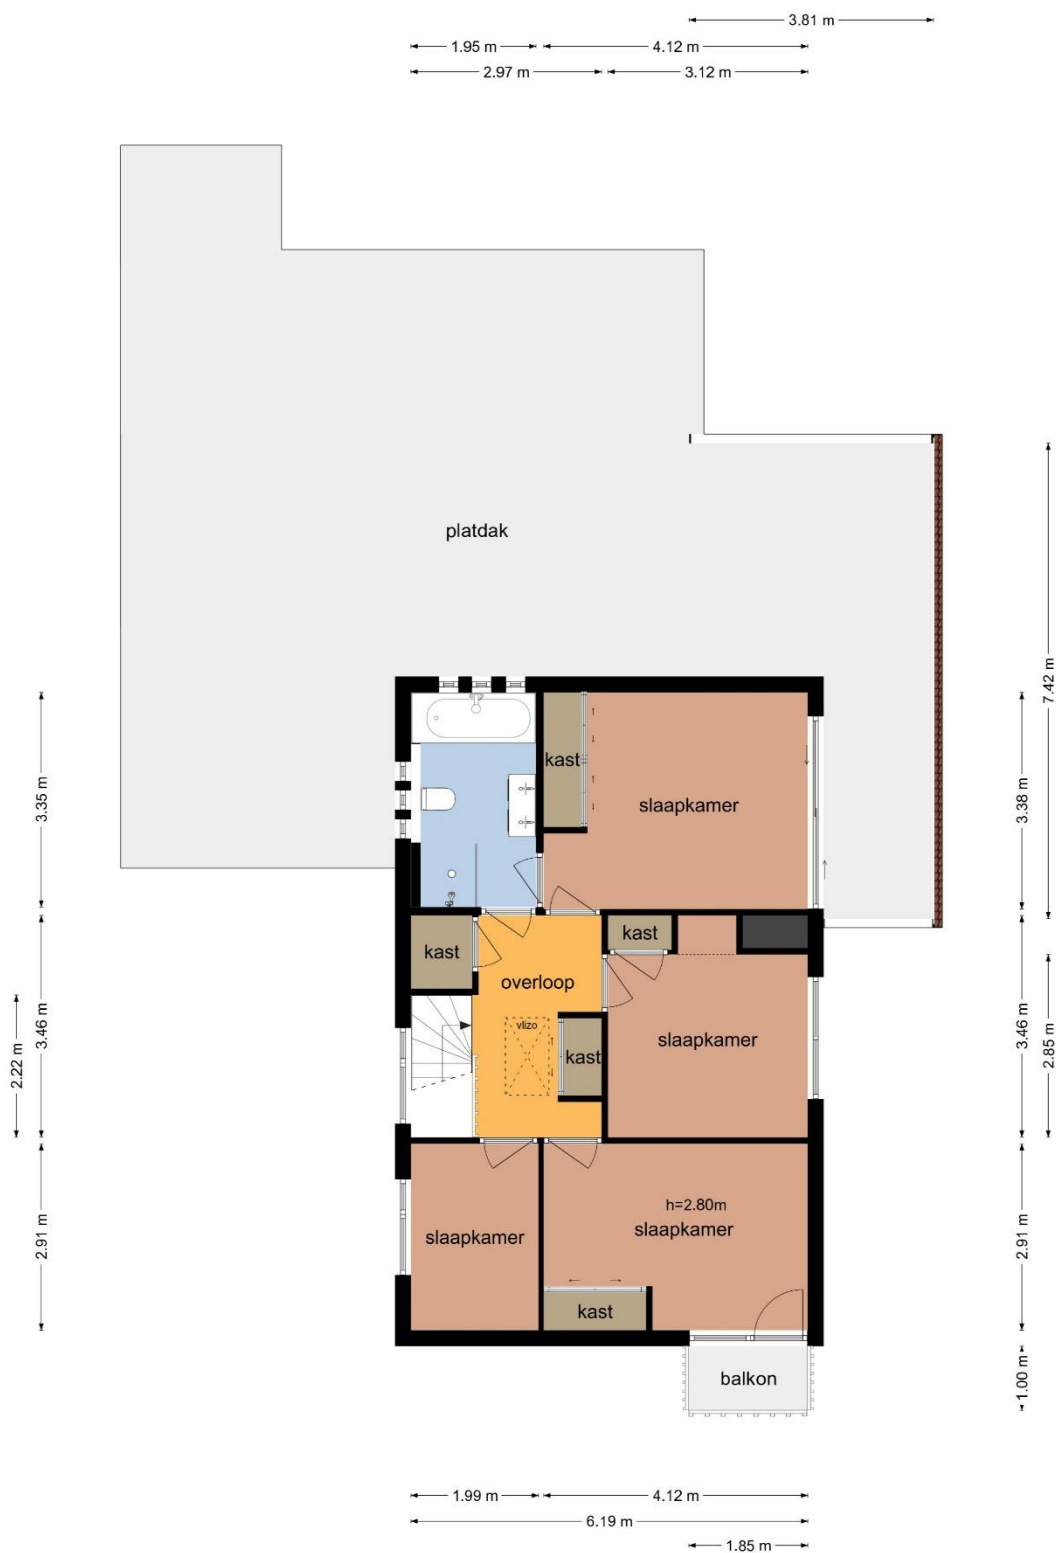 3.81 m
1.95 m
4.12 m
2.97 m
3.12 m
platdak
7.42 m
3.35 m
kast
slaapkamer
3.38 m
kast
kast
overloop
3.46 m
2.22 m
vlizo
kast
slaapkamer
3.46 m
2.85 m
2.91 m
slaapkamer
h=2.80m
slaapkamer
2.91 m
kast
balkon
1.00 m
1.99 m
4.12 m
6.19 m
1.85 m